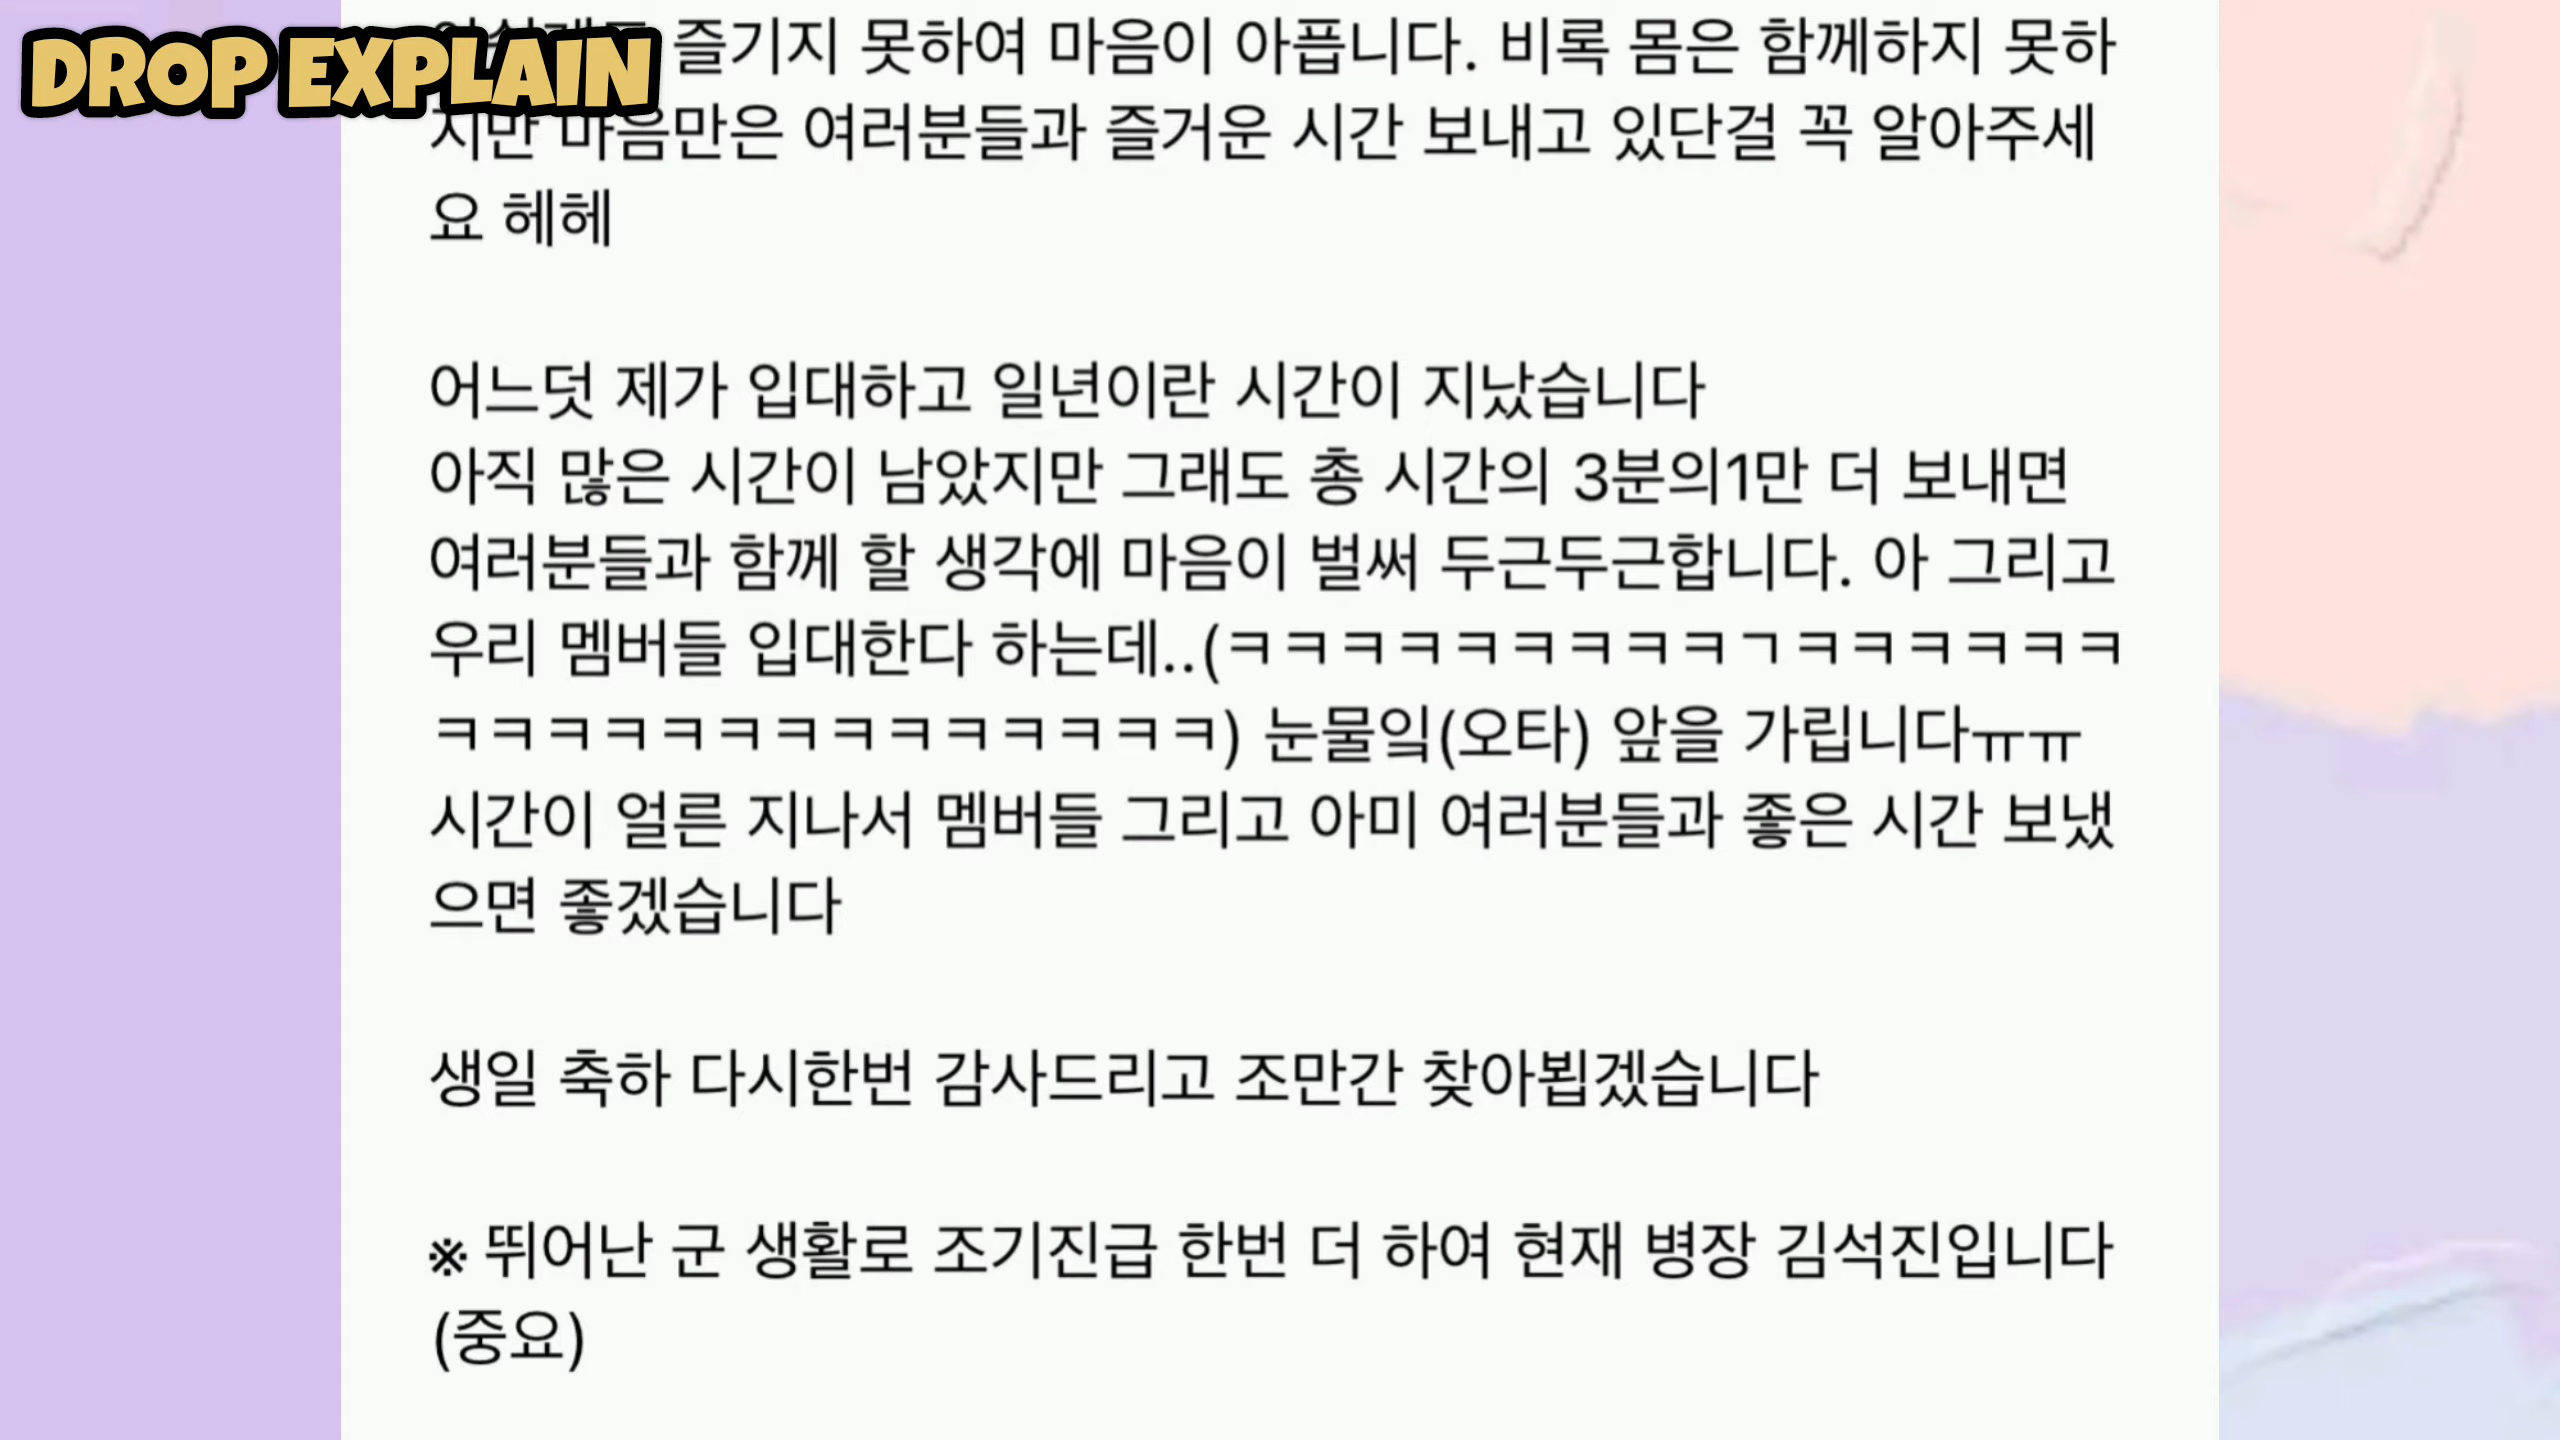 DROP EXPLAIN
즐기지 못하여 마음이 아픕니다. 비록 몸은 함께하지 못하
지만 마음만은 여러분들과 즐거운 시간 보내고 있단걸 꼭 알아주세
요 헤헤
어느덧 제가 입대하고 일년이란 시간이 지났습니다
아직 많은 시간이 남았지만 그래도 총 시간의 3분의1만 더 보내면
여러분들과 함께 할 생각에 마음이 벌써 두근두근합니다. 아 그리고
우리 멤버들 입대한다 하는데..(ㅋㅋㅋㅋㅋㅋㅋㅋㅋㄱㅋㅋㅋㅋㅋㅋ
ㅋㅋㅋㅋㅋㅋㅋㅋㅋㅋㅋㅋㅋㅋ) 눈물잌(오타) 앞을 가립니다ㅠㅠ
시간이 얼른 지나서 멤버들 그리고 아미 여러분들과 좋은 시간 보냈
으면 좋겠습니다
생일 축하 다시한번 감사드리고 조만간 찾아뵙겠습니다
※ 뛰어난 군 생활로 조기진급 한번 더 하여 현재 병장 김석진입니다
(중요)